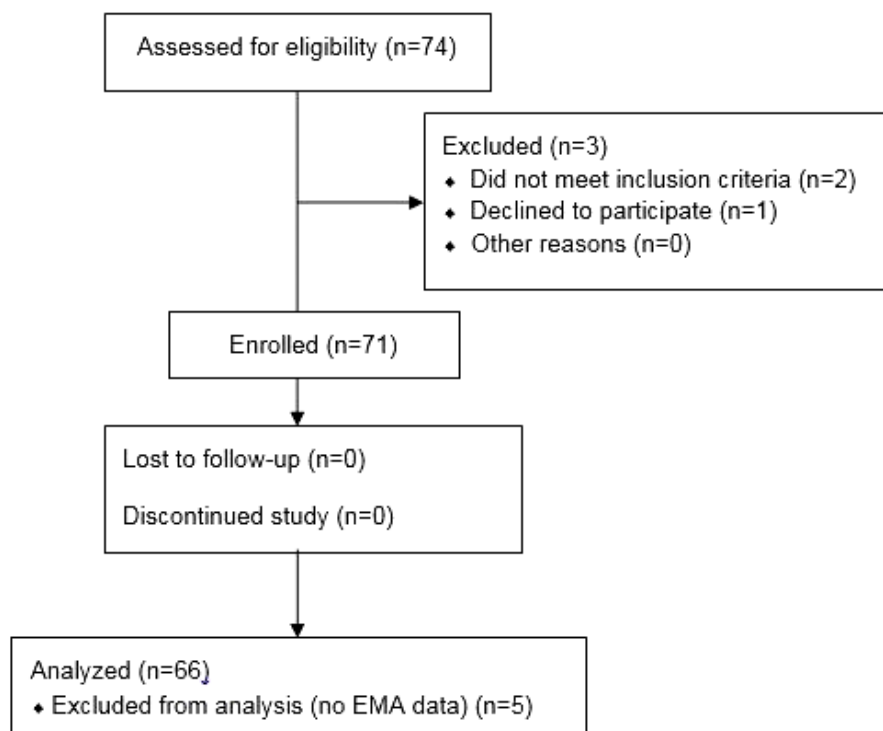 Assessed for eligibility (n=74)
Excluded (n=3)
⬥ Did not meet inclusion criteria (n=2)
⬥ Declined to participate (n=1)
⬥ Other reasons (n=0)
Enrolled (n=71)
Lost to follow-up (n=0)
Discontinued study (n=0)
Analyzed (n=66)
⬥ Excluded from analysis (no EMA data) (n=5)